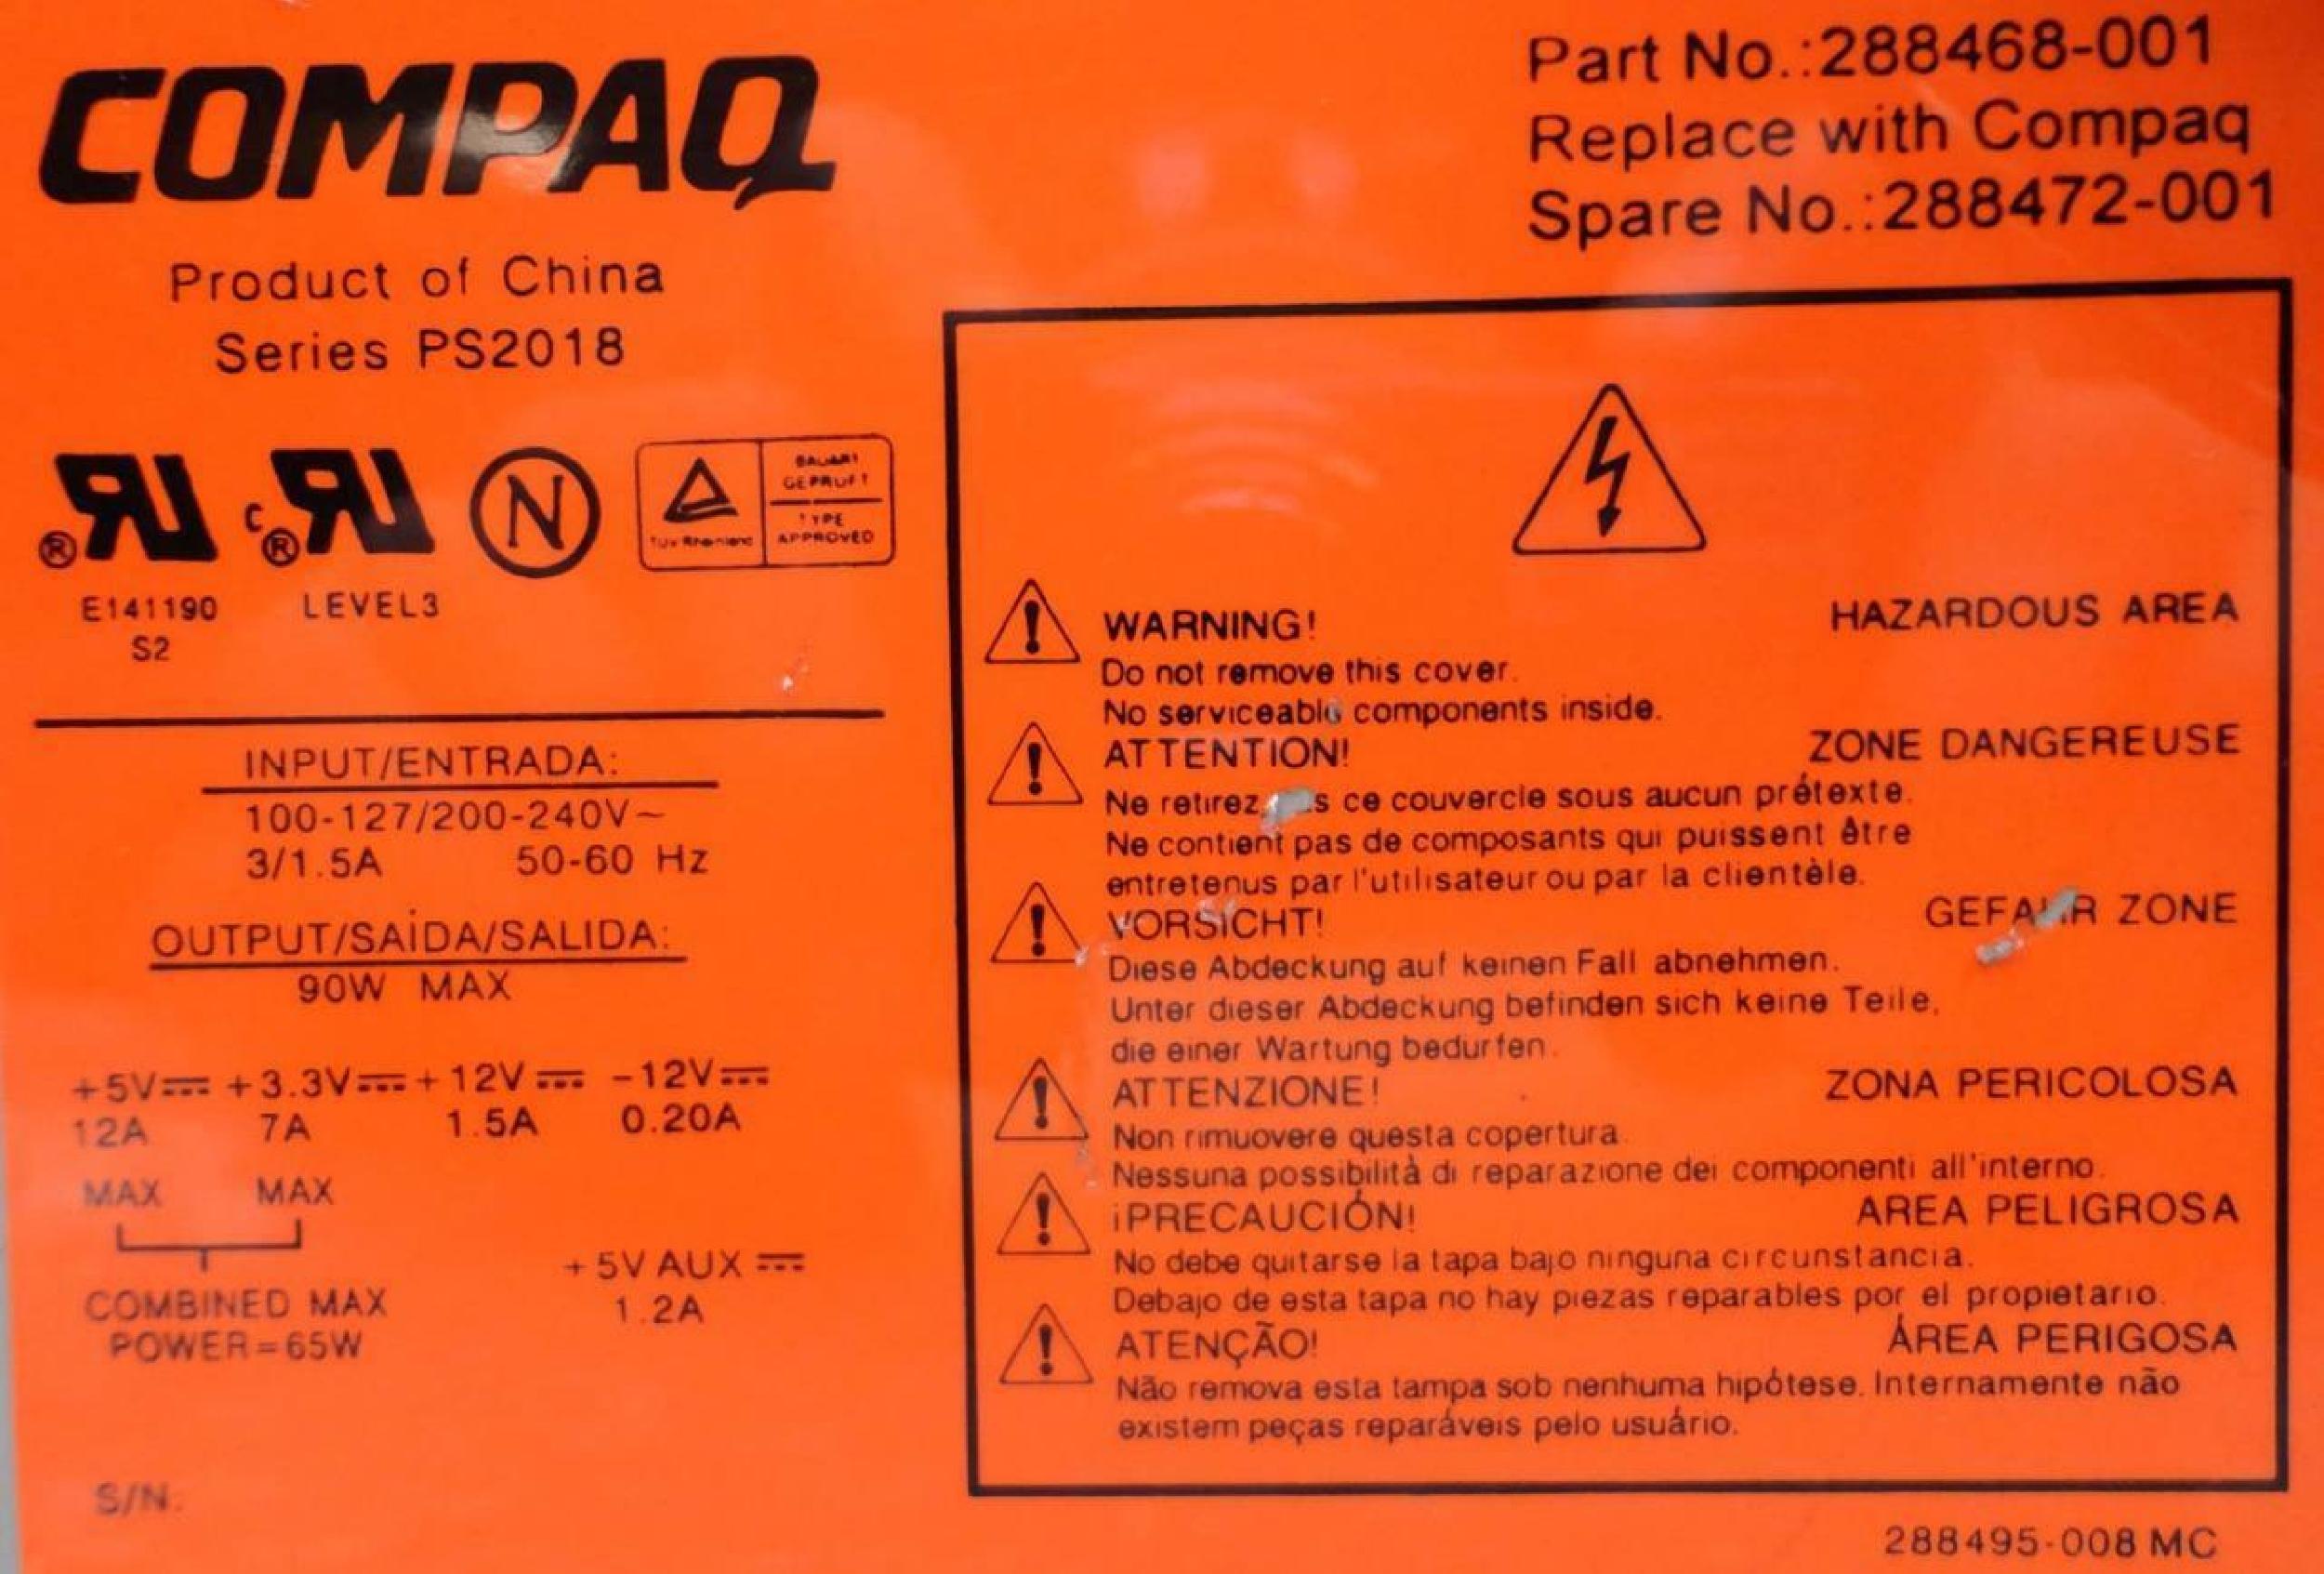 COMPAQ
Product of China
Series PS2018
Part No.:288468-001
Replace with Compaq
Spare No.:288472-001
E141190
S2
C
LEVEL3
N
TÜV Rheinland
BAUART
GEPRÜFT
TYPE
APPROVED
INPUT/ENTRADA:
100-127/200-240V~
3/1.5A 50-60 Hz
OUTPUT/SAÍDA/SALIDA:
90W MAX
+5V +3.3V +12V -12V
12A 7A 1.5A 0.20A
MAX MAX
COMBINED MAX
POWER=65W
+5V AUX
1.2A
S/N:
WARNING! HAZARDOUS AREA
Do not remove this cover.
No serviceable components inside.
ATTENTION! ZONE DANGEREUSE
Ne retirez ce couvercle sous aucun prétexte.
Ne contient pas de composants qui puissent être
entretenus par l'utilisateur ou par la clientèle.
VORSICHT! GEFAHR ZONE
Diese Abdeckung auf keinen Fall abnehmen.
Unter dieser Abdeckung befinden sich keine Teile,
die einer Wartung bedurfen.
ATTENZIONE! ZONA PERICOLOSA
Non rimuovere questa copertura.
Nessuna possibilità di reparazione dei componenti all'interno.
¡PRECAUCIÓN! AREA PELIGROSA
No debe quitarse la tapa bajo ninguna circunstancia.
Debajo de esta tapa no hay piezas reparables por el propietario.
ATENÇÃO! ÁREA PERIGOSA
Não remova esta tampa sob nenhuma hipótese. Internamente não
existem peças reparáveis pelo usuário.
288495-008 MC